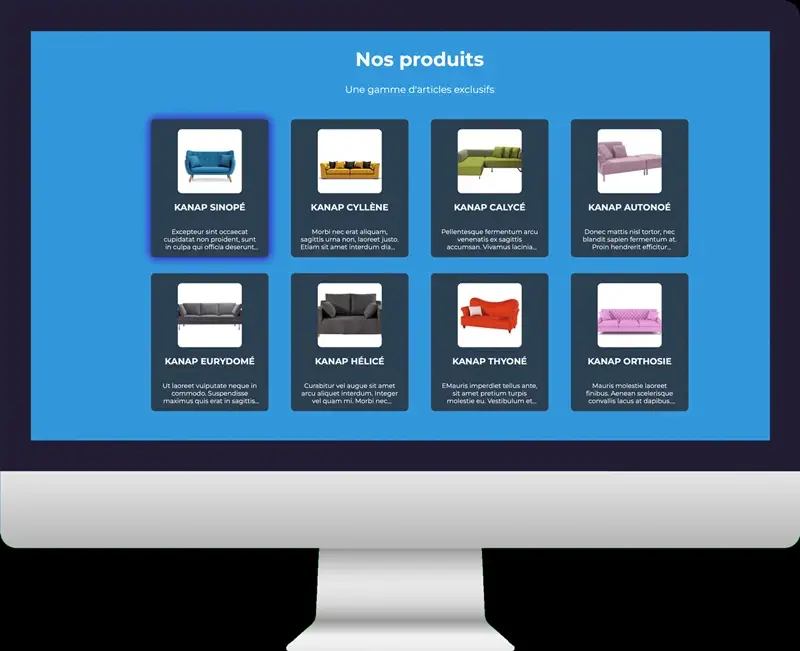 Nos produits
Une gamme d'articles exclusifs
KANAP SINOPÉ
Excepteur sint occaecat
cupidatat non proident, sunt
in culpa qui officia deserunt...
KANAP CYLLÈNE
Morbi nec erat aliquam,
sagittis urna non, laoreet justo.
Etiam sit amet interdum dia...
KANAP CALYCÉ
Pellentesque fermentum arcu
venenatis ex sagittis
accumsan. Vivamus lacinia...
KANAP AUTONOÉ
Donec mattis nisl tortor, nec
blandit sapien fermentum at.
Proin hendrerit efficitur...
KANAP EURYDOMÉ
Ut laoreet vulputate neque in
commodo. Suspendisse
maximus quis erat in sagittis...
KANAP HÉLICÉ
Curabitur vel augue sit amet
arcu aliquet interdum. Integer
vel quam mi. Morbi nec...
KANAP THYONÉ
EMauris imperdiet tellus ante,
sit amet pretium turpis
molestie eu. Vestibulum et...
KANAP ORTHOSIE
Mauris molestie laoreet
finibus. Aenean scelerisque
convallis lacus at dapibus....